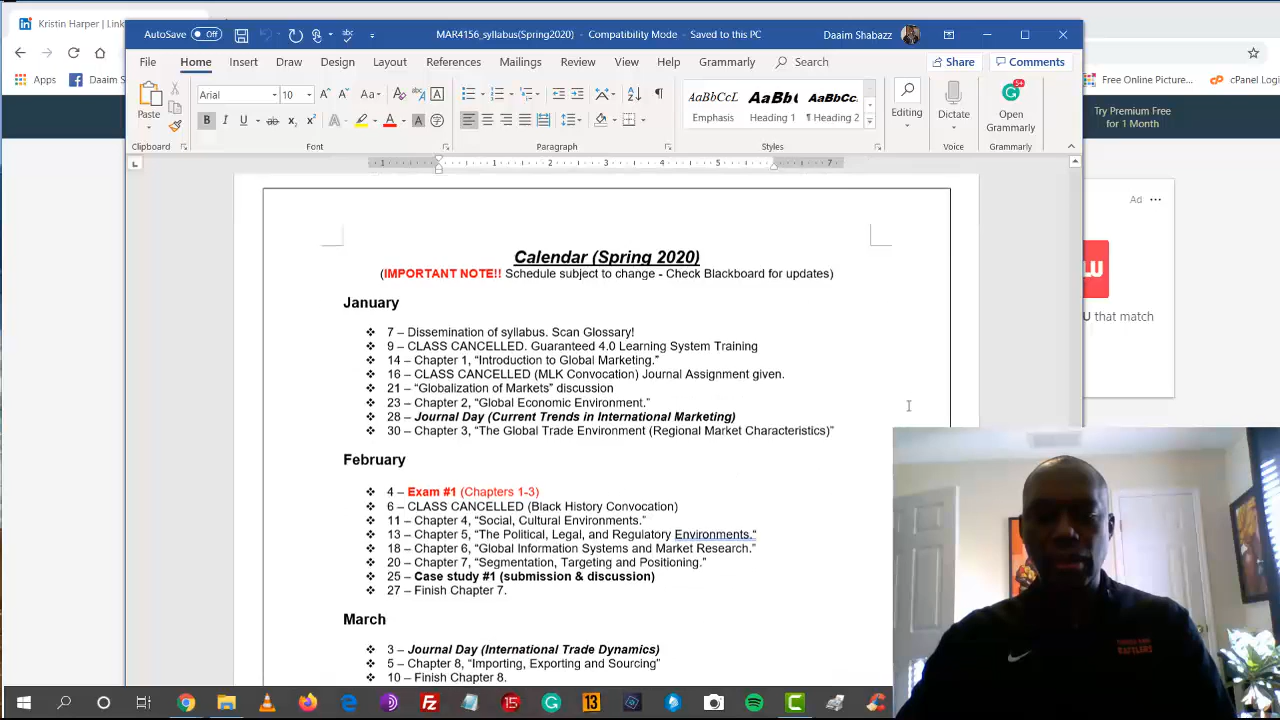 Kristin Harper | Link
AutoSave Off
MAR4156_syllabus(Spring2020) - Compatibility Mode - Saved to this PC
Daaim Shabazz
File Home Insert Draw Design Layout References Mailings Review View Help Grammarly Search Share Comments
Apps Daaim S
Free Online Picture... cPanel Logi
Paste
Arial 10
AaBbCcL AaBb( AaBbCc.
Emphasis Heading 1 ¶ Heading 2
Editing Dictate Open Grammarly
Clipboard Font Paragraph Styles Voice Grammarly
Try Premium Free
for 1 Month
Ad
U that match
Calendar (Spring 2020)
(IMPORTANT NOTE!! Schedule subject to change - Check Blackboard for updates)
January
❖ 7 – Dissemination of syllabus. Scan Glossary!
❖ 9 – CLASS CANCELLED. Guaranteed 4.0 Learning System Training
❖ 14 – Chapter 1, “Introduction to Global Marketing.”
❖ 16 – CLASS CANCELLED (MLK Convocation) Journal Assignment given.
❖ 21 – “Globalization of Markets” discussion
❖ 23 – Chapter 2, “Global Economic Environment.”
❖ 28 – Journal Day (Current Trends in International Marketing)
❖ 30 – Chapter 3, “The Global Trade Environment (Regional Market Characteristics)”
February
❖ 4 – Exam #1 (Chapters 1-3)
❖ 6 – CLASS CANCELLED (Black History Convocation)
❖ 11 – Chapter 4, “Social, Cultural Environments.”
❖ 13 – Chapter 5, “The Political, Legal, and Regulatory Environments.“
❖ 18 – Chapter 6, “Global Information Systems and Market Research.”
❖ 20 – Chapter 7, “Segmentation, Targeting and Positioning.”
❖ 25 – Case study #1 (submission & discussion)
❖ 27 – Finish Chapter 7.
March
❖ 3 – Journal Day (International Trade Dynamics)
❖ 5 – Chapter 8, “Importing, Exporting and Sourcing”
❖ 10 – Finish Chapter 8.
RATTLERS